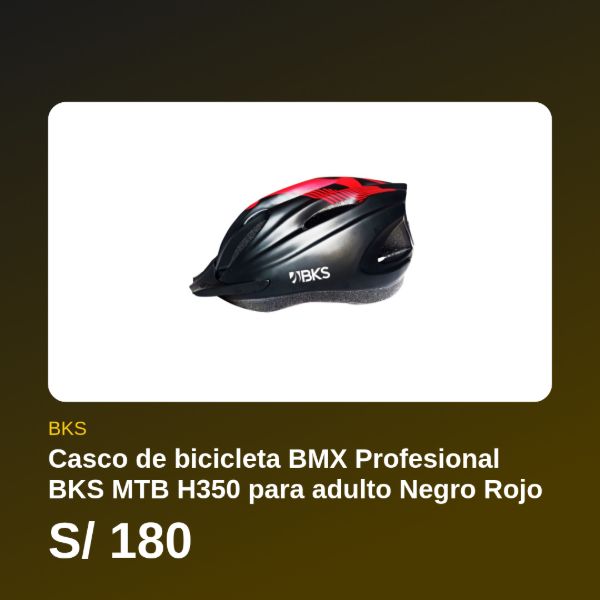 BKS
BKS
Casco de bicicleta BMX Profesional
BKS MTB H350 para adulto Negro Rojo
S/ 180